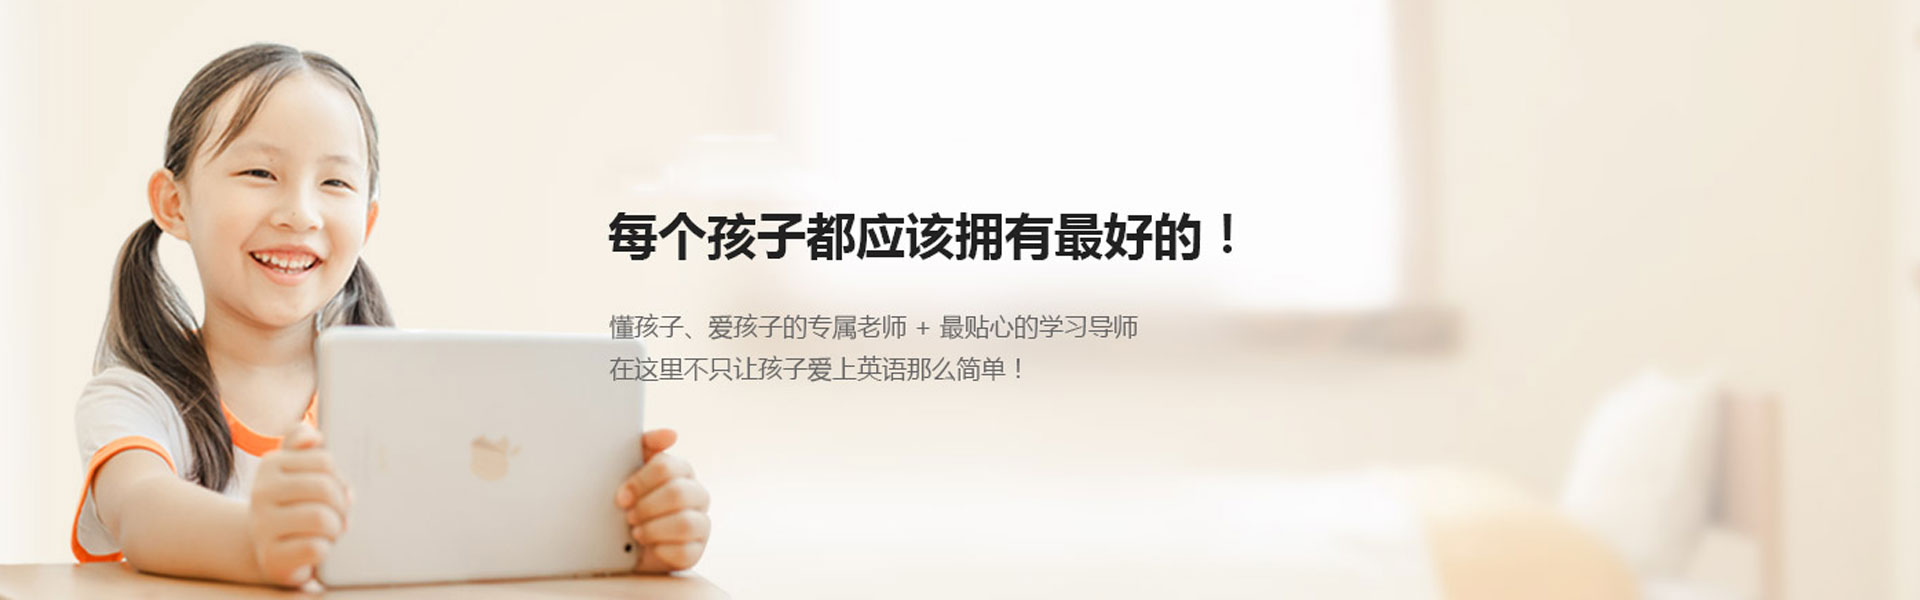 每个孩子都应该拥有最好的！
懂孩子、爱孩子的专属老师 + 最贴心的学习导师
在这里不只让孩子爱上英语那么简单！